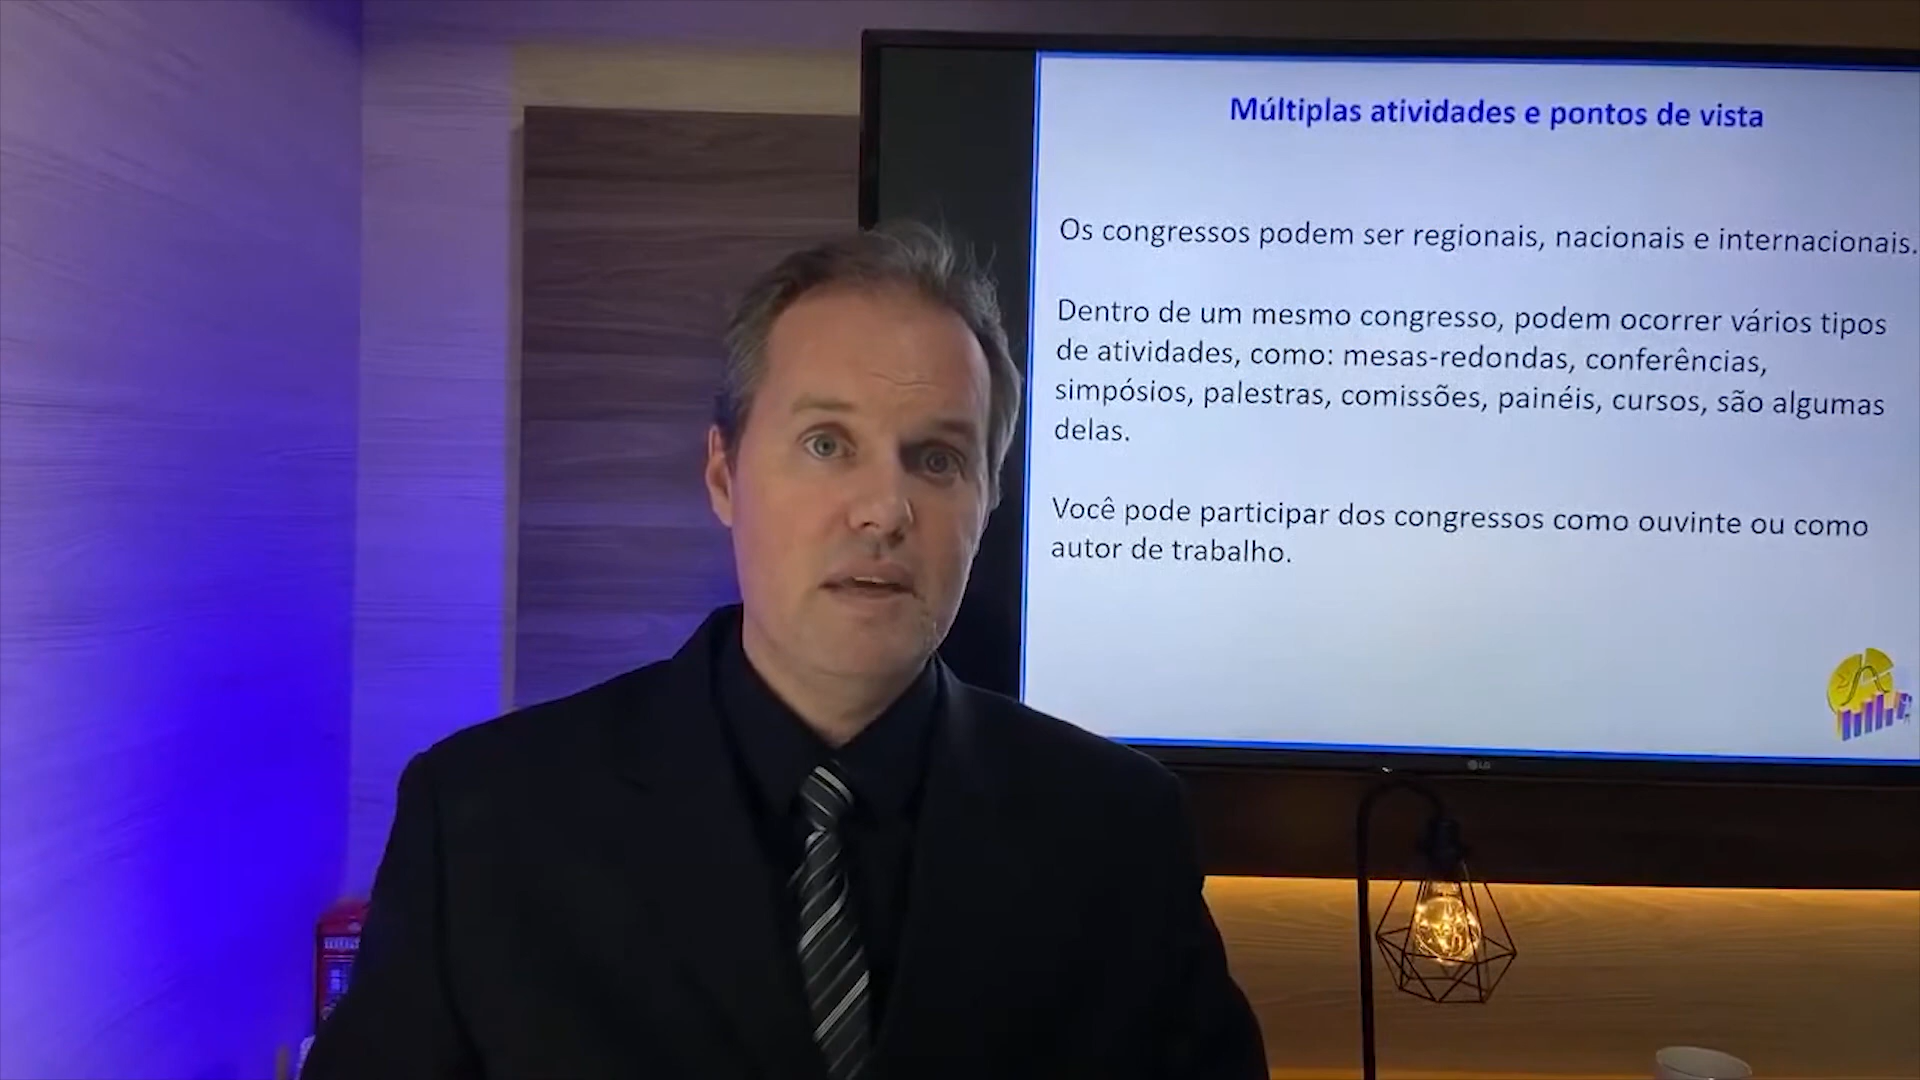 Múltiplas atividades e pontos de vista
Os congressos podem ser regionais, nacionais e internacionais.
Dentro de um mesmo congresso, podem ocorrer vários tipos
de atividades, como: mesas-redondas, conferências,
simpósios, palestras, comissões, painéis, cursos, são algumas
delas.
Você pode participar dos congressos como ouvinte ou como
autor de trabalho.
LG